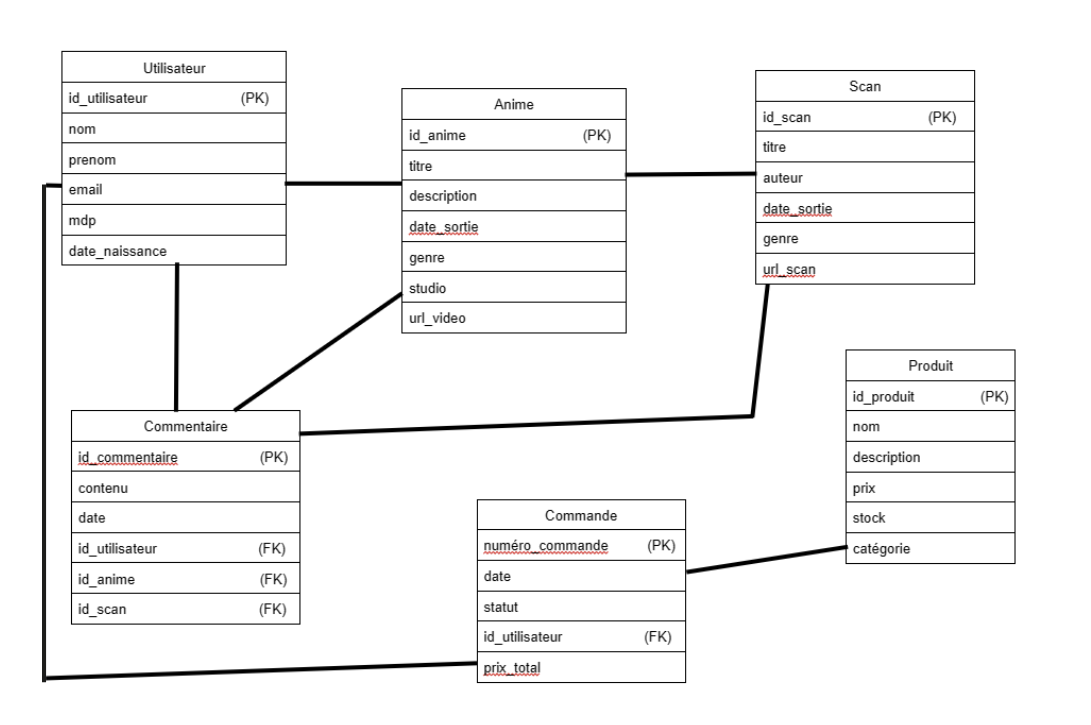 Utilisateur
id_utilisateur (PK)
nom
prenom
email
mdp
date_naissance
Anime
id_anime (PK)
titre
description
date_sortie
genre
studio
url_video
Scan
id_scan (PK)
titre
auteur
date_sortie
genre
url_scan
Commentaire
id_commentaire (PK)
contenu
date
id_utilisateur (FK)
id_anime (FK)
id_scan (FK)
Commande
numéro_commande (PK)
date
statut
id_utilisateur (FK)
prix_total
Produit
id_produit (PK)
nom
description
prix
stock
catégorie